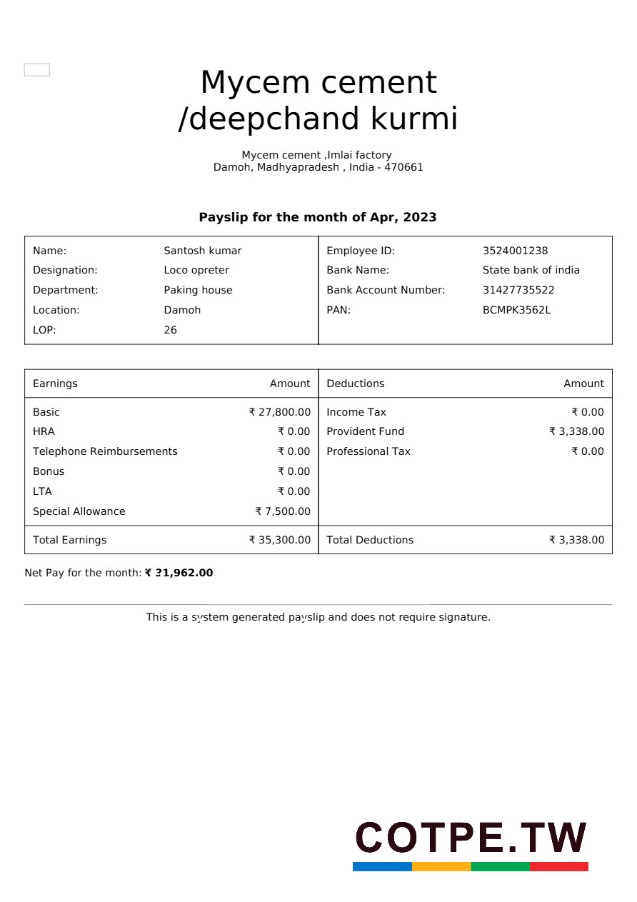 Mycem cement
/deepchand kurmi
Mycem cement ,Imlai factory
Damoh, Madhyapradesh , India - 470661
Payslip for the month of Apr, 2023
Name: Santosh kumar Employee ID: 3524001238
Designation: Loco opreter Bank Name: State bank of india
Department: Paking house Bank Account Number: 31427735522
Location: Damoh PAN: BCMPK3562L
LOP: 26
Earnings Amount Deductions Amount
Basic ₹ 27,800.00 Income Tax ₹ 0.00
HRA ₹ 0.00 Provident Fund ₹ 3,338.00
Telephone Reimbursements ₹ 0.00 Professional Tax ₹ 0.00
Bonus ₹ 0.00
LTA ₹ 0.00
Special Allowance ₹ 7,500.00
Total Earnings ₹ 35,300.00 Total Deductions ₹ 3,338.00
Net Pay for the month: ₹ 31,962.00
This is a system generated payslip and does not require signature.
COTPE.TW